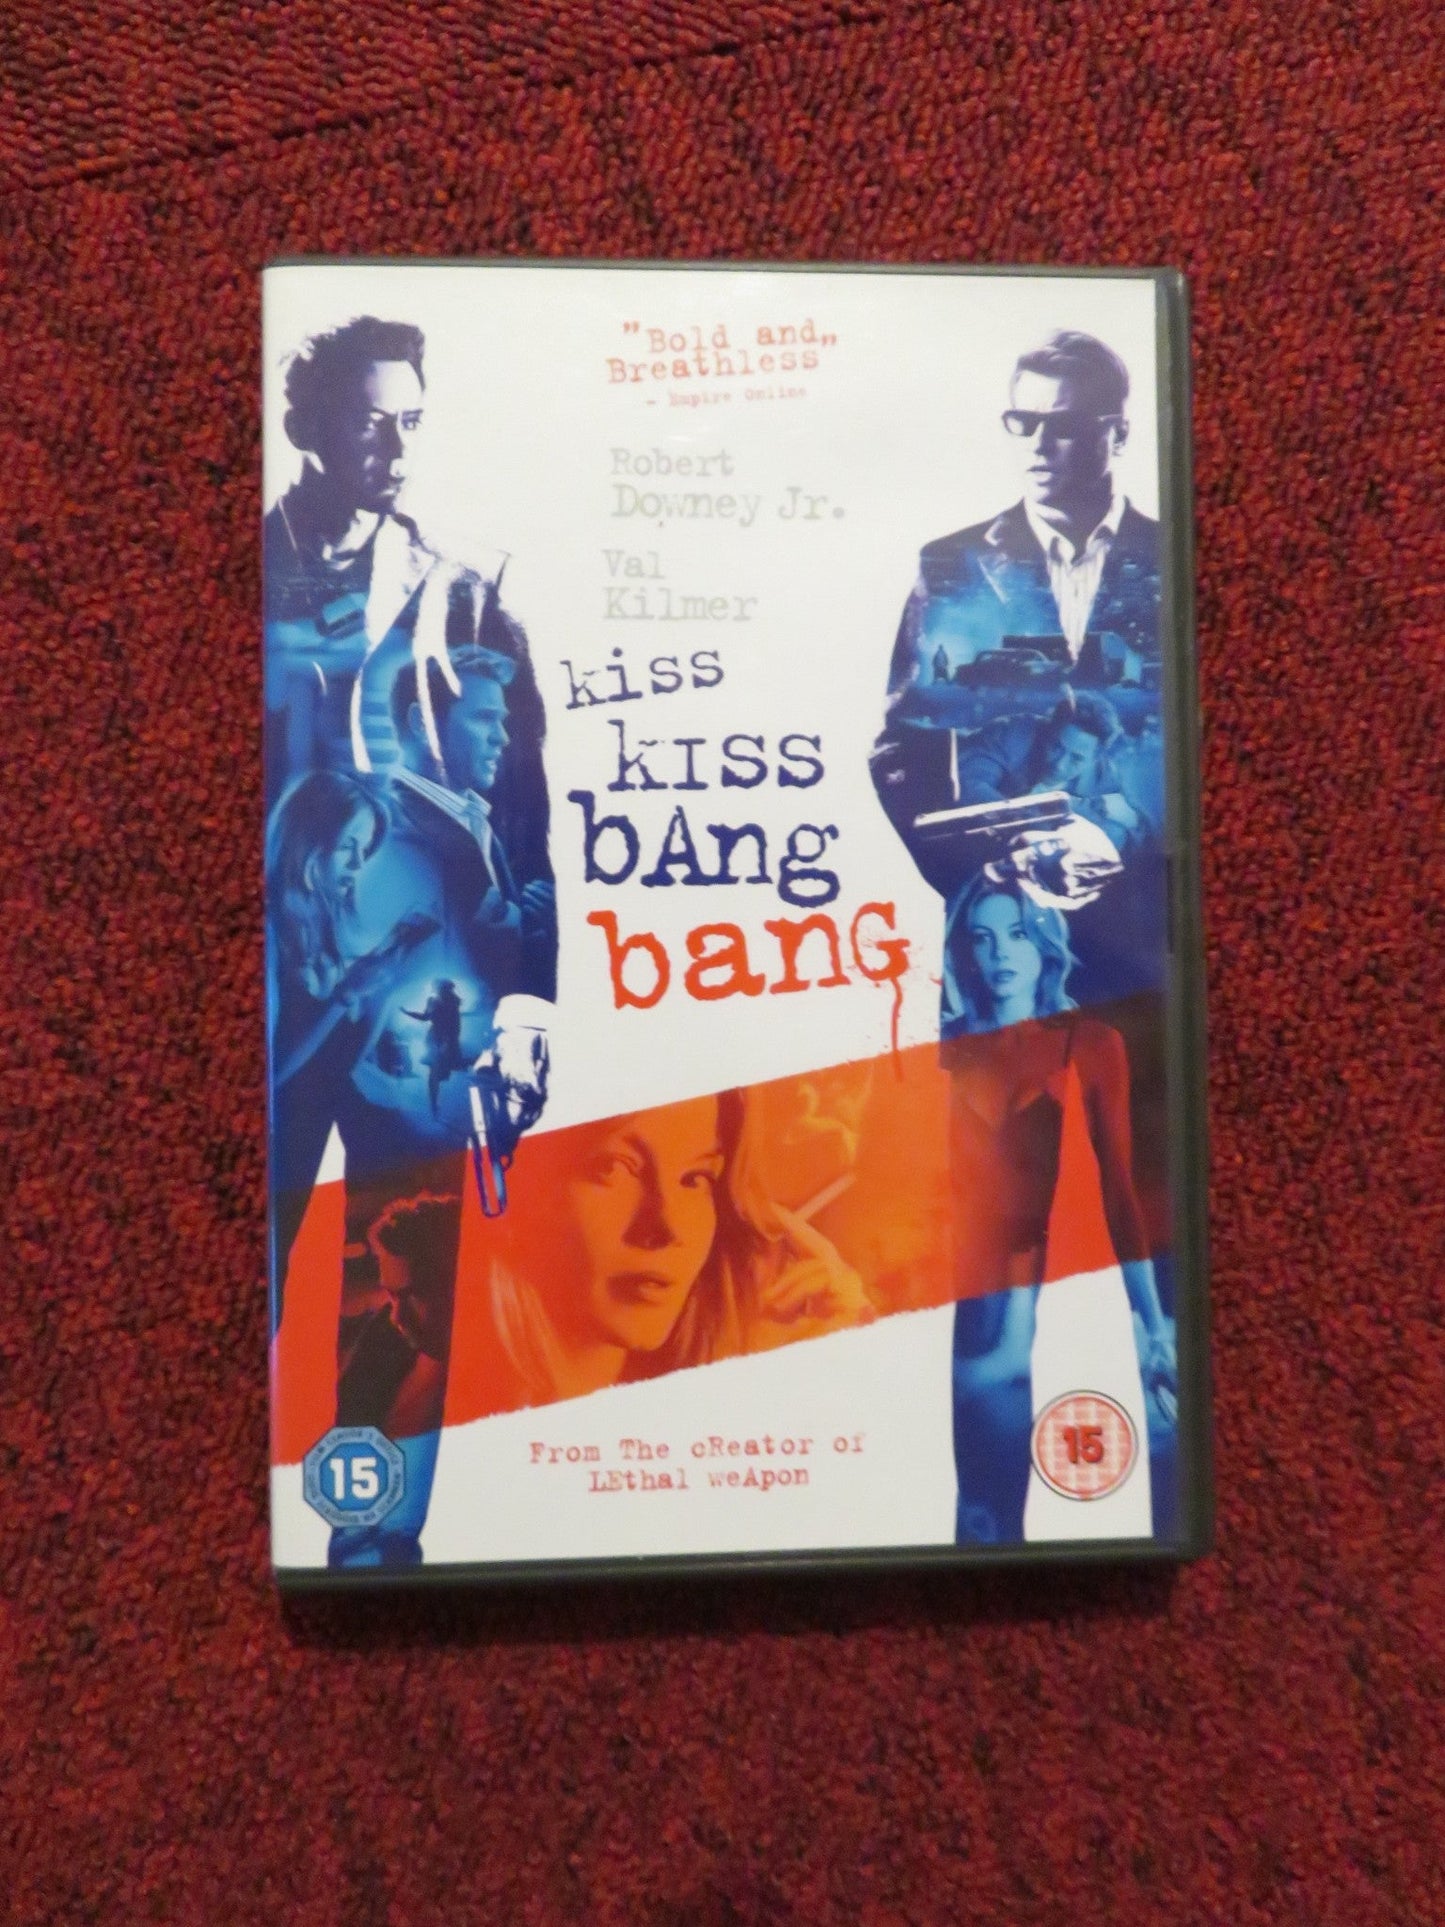 "Bold and
Breathless"
- Empire Online
Robert
Downey Jr.
Val
Kilmer
kiss
kIss
bAng
banG
From The cReator of
LEthal weApon
15
15